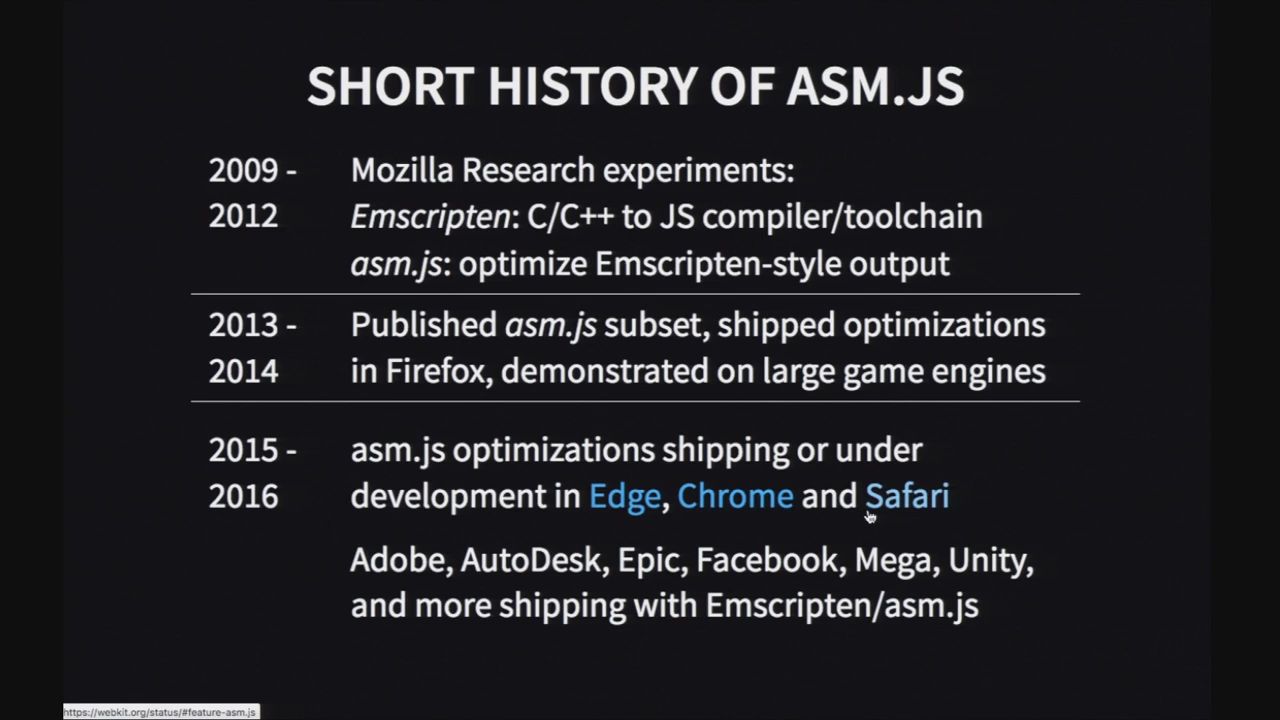 SHORT HISTORY OF ASM.JS
2009 - Mozilla Research experiments:
2012 Emscripten: C/C++ to JS compiler/toolchain
asm.js: optimize Emscripten-style output
2013 - Published asm.js subset, shipped optimizations
2014 in Firefox, demonstrated on large game engines
2015 - asm.js optimizations shipping or under
2016 development in Edge, Chrome and Safari
Adobe, AutoDesk, Epic, Facebook, Mega, Unity,
and more shipping with Emscripten/asm.js
https://webkit.org/status/#feature-asm.js